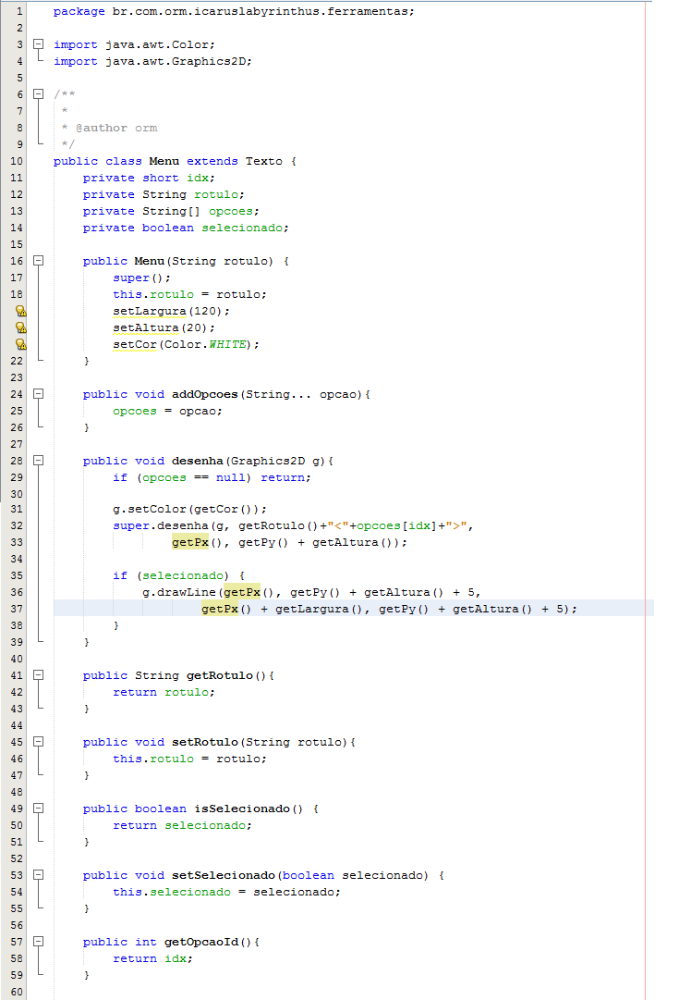 1 package br.com.orm.icaruslabyrinthus.ferramentas;
2
3 import java.awt.Color;
4 import java.awt.Graphics2D;
5
6 /**
7  *
8  * @author orm
9  */
10 public class Menu extends Texto {
11     private short idx;
12     private String rotulo;
13     private String[] opcoes;
14     private boolean selecionado;
15
16     public Menu(String rotulo) {
17         super();
18         this.rotulo = rotulo;
        setLargura(120);
        setAltura(20);
        setCor(Color.WHITE);
22     }
23
24     public void addOpcoes(String... opcao){
25         opcoes = opcao;
26     }
27
28     public void desenha(Graphics2D g){
29         if (opcoes == null) return;
30
31         g.setColor(getCor());
32         super.desenha(g, getRotulo()+"<"+opcoes[idx]+">",
33                 getPx(), getPy() + getAltura());
34
35         if (selecionado) {
36             g.drawLine(getPx(), getPy() + getAltura() + 5,
37                     getPx() + getLargura(), getPy() + getAltura() + 5);
38         }
39     }
40
41     public String getRotulo(){
42         return rotulo;
43     }
44
45     public void setRotulo(String rotulo){
46         this.rotulo = rotulo;
47     }
48
49     public boolean isSelecionado() {
50         return selecionado;
51     }
52
53     public void setSelecionado(boolean selecionado) {
54         this.selecionado = selecionado;
55     }
56
57     public int getOpcaoId(){
58         return idx;
59     }
60